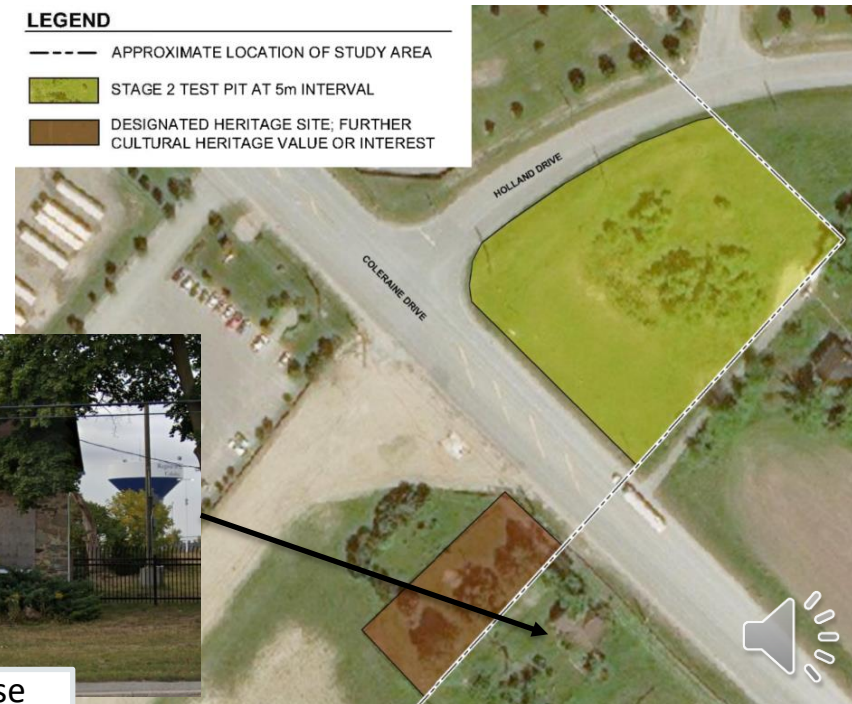 LEGEND
APPROXIMATE LOCATION OF STUDY AREA
STAGE 2 TEST PIT AT 5m INTERVAL
DESIGNATED HERITAGE SITE; FURTHER
CULTURAL HERITAGE VALUE OR INTEREST
HOLLAND DRIVE
COLERAINE DRIVE
se